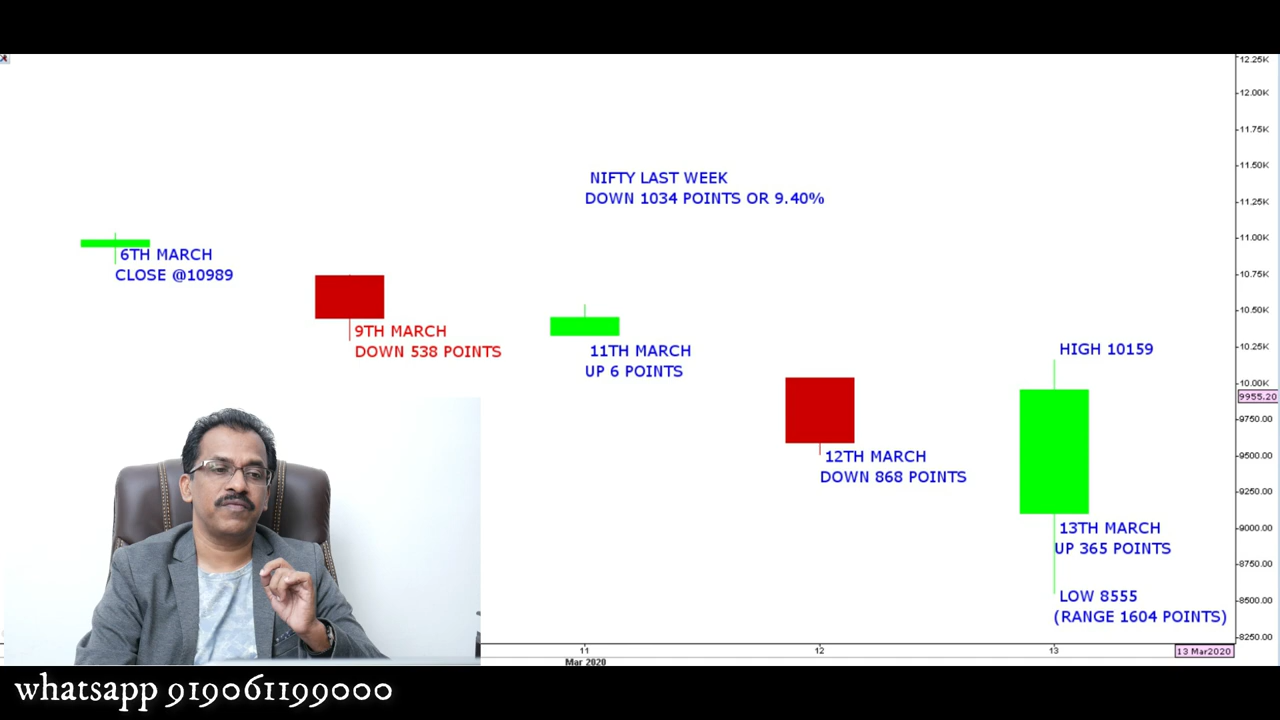 12.25K
12.00K
11.75K
11.50K
NIFTY LAST WEEK
DOWN 1034 POINTS OR 9.40%
11.25K
11.00K
6TH MARCH
CLOSE @10989
10.75K
10.50K
9TH MARCH
DOWN 538 POINTS
11TH MARCH
UP 6 POINTS
HIGH 10159
10.25K
10.00K
9955.20
9750.00
12TH MARCH
DOWN 868 POINTS
9500.00
9250.00
13TH MARCH
UP 365 POINTS
9000.00
8750.00
LOW 8555
(RANGE 1604 POINTS)
8500.00
8250.00
11 12 13 13 Mar2020
Mar 2020
whatsapp 919061199000